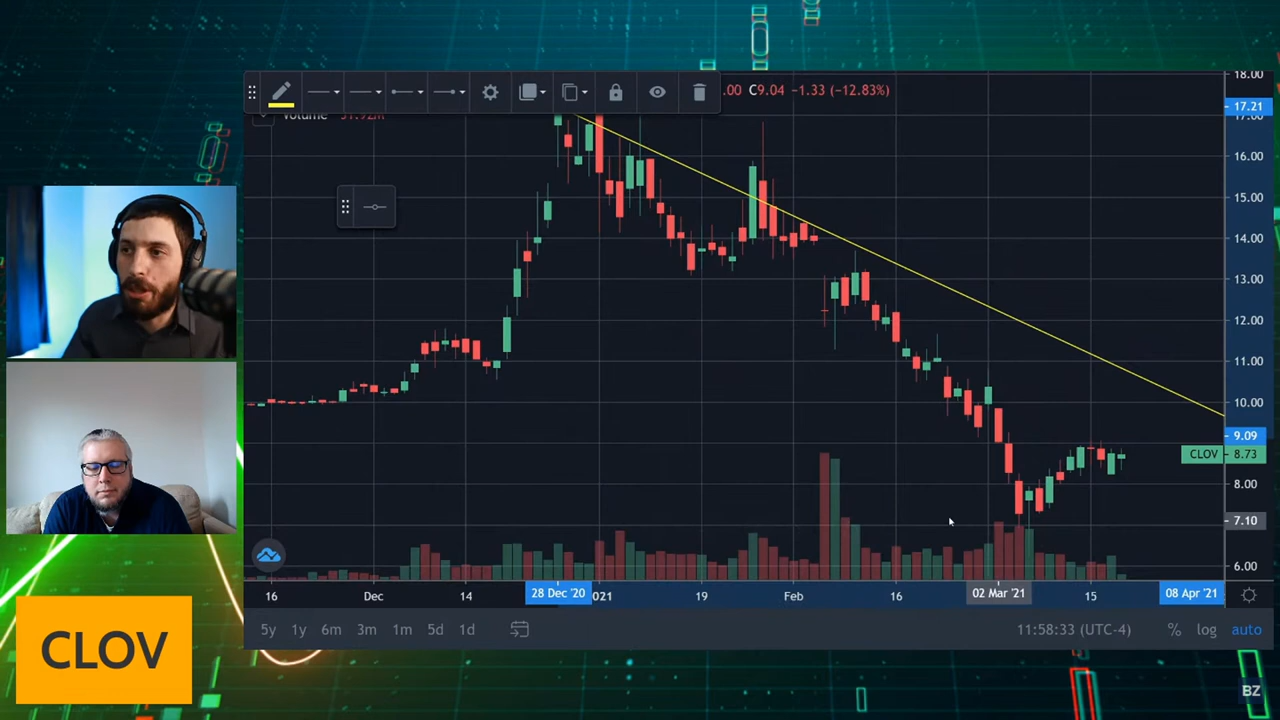 .00 C9.04 −1.33 (−12.83%)
Volume 31.92m
18.00
17.21
17.00
16.00
15.00
14.00
13.00
12.00
11.00
10.00
9.09
CLOV 8.73
8.00
7.10
6.00
16 Dec 14 28 Dec '20 021 19 Feb 16 02 Mar '21 15 08 Apr '21
5y 1y 6m 3m 1m 5d 1d 11:58:33 (UTC-4) % log auto
CLOV
BZ